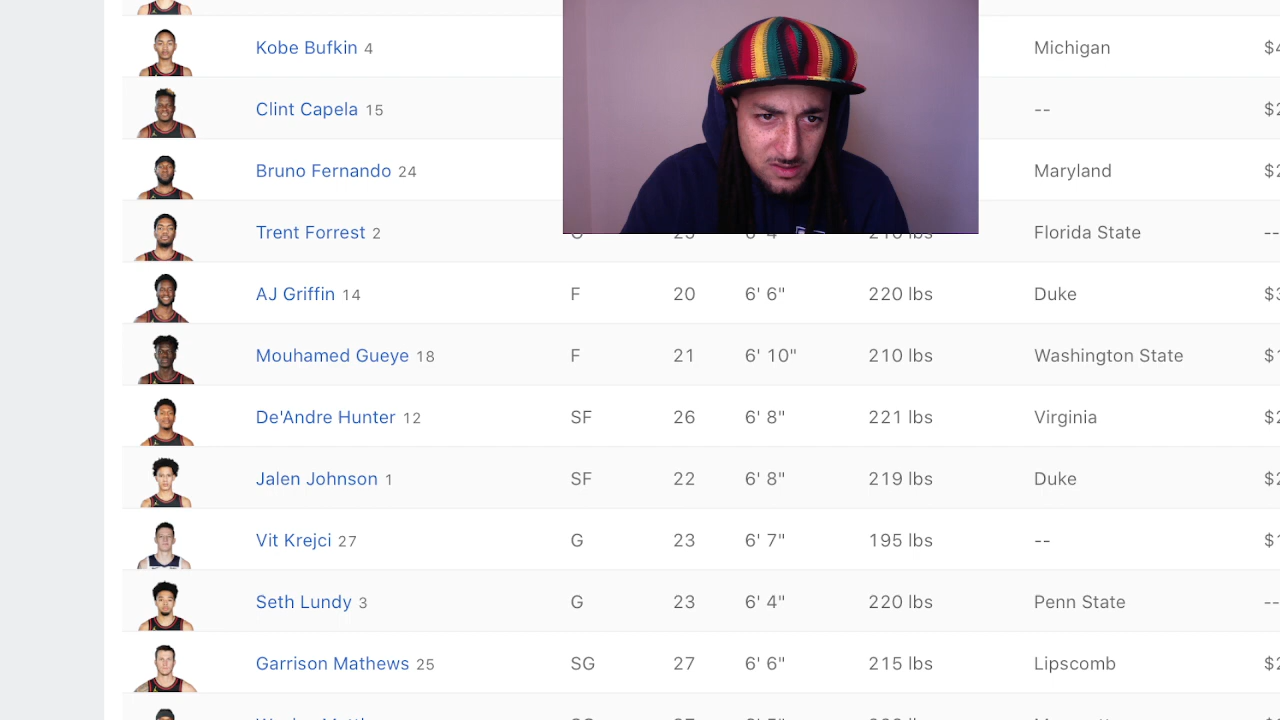 Kobe Bufkin 4 Michigan
Clint Capela 15 --
Bruno Fernando 24 Maryland
Trent Forrest 2 Florida State --
AJ Griffin 14 F 20 6' 6" 220 lbs Duke
Mouhamed Gueye 18 F 21 6' 10" 210 lbs Washington State
De'Andre Hunter 12 SF 26 6' 8" 221 lbs Virginia
Jalen Johnson 1 SF 22 6' 8" 219 lbs Duke
Vit Krejci 27 G 23 6' 7" 195 lbs --
Seth Lundy 3 G 23 6' 4" 220 lbs Penn State --
Garrison Mathews 25 SG 27 6' 6" 215 lbs Lipscomb